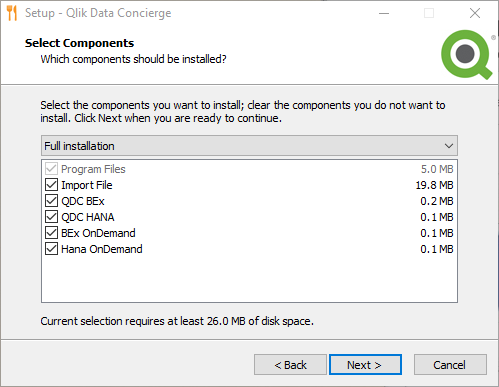 Setup - Qlik Data Concierge
Select Components
Which components should be installed?
Select the components you want to install; clear the components you do not want to
install. Click Next when you are ready to continue.
Full installation
Program Files 5.0 MB
Import File 19.8 MB
QDC BEx 0.2 MB
QDC HANA 0.1 MB
BEx OnDemand 0.1 MB
Hana OnDemand 0.1 MB
Current selection requires at least 26.0 MB of disk space.
< Back Next > Cancel